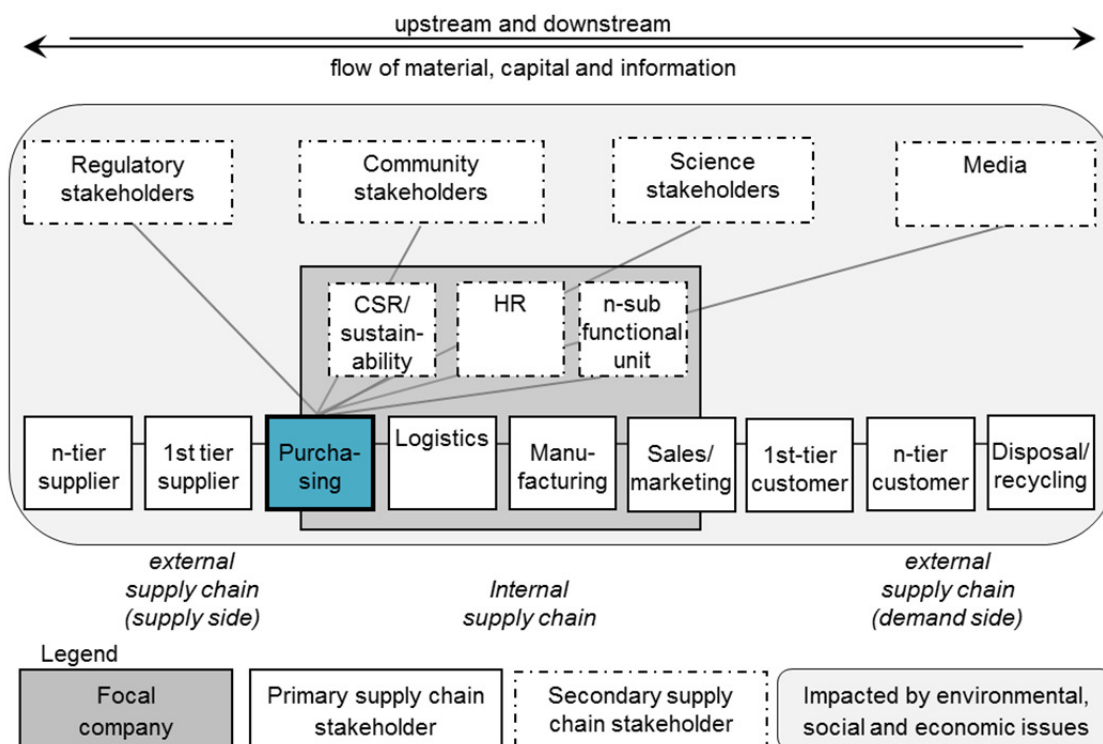 upstream and downstream
flow of material, capital and information
Regulatory
stakeholders
Community
stakeholders
Science
stakeholders
Media
CSR/
sustain-
ability
HR
n-sub
functional
unit
n-tier
supplier
1st tier
supplier
Purcha-
sing
Logistics
Manu-
facturing
Sales/
marketing
1st-tier
customer
n-tier
customer
Disposal/
recycling
external
supply chain
(supply side)
Internal
supply chain
external
supply chain
(demand side)
Legend
Focal
company
Primary supply chain
stakeholder
Secondary supply
chain stakeholder
Impacted by environmental,
social and economic issues